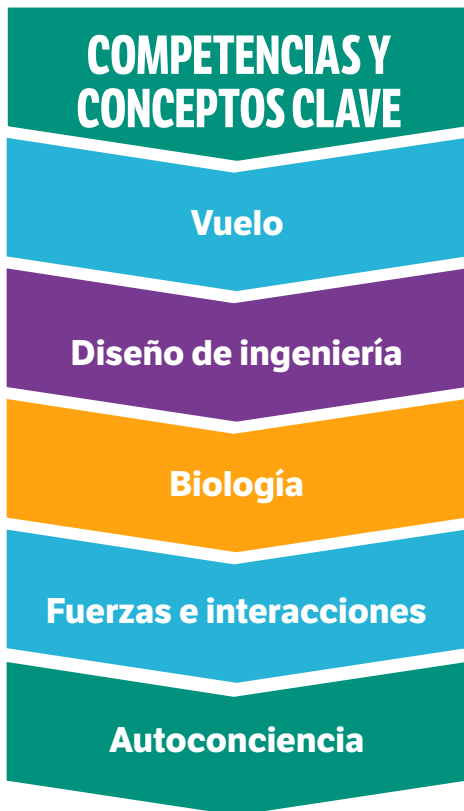 COMPETENCIAS Y
CONCEPTOS CLAVE
Vuelo
Diseño de ingeniería
Biología
Fuerzas e interacciones
Autoconciencia